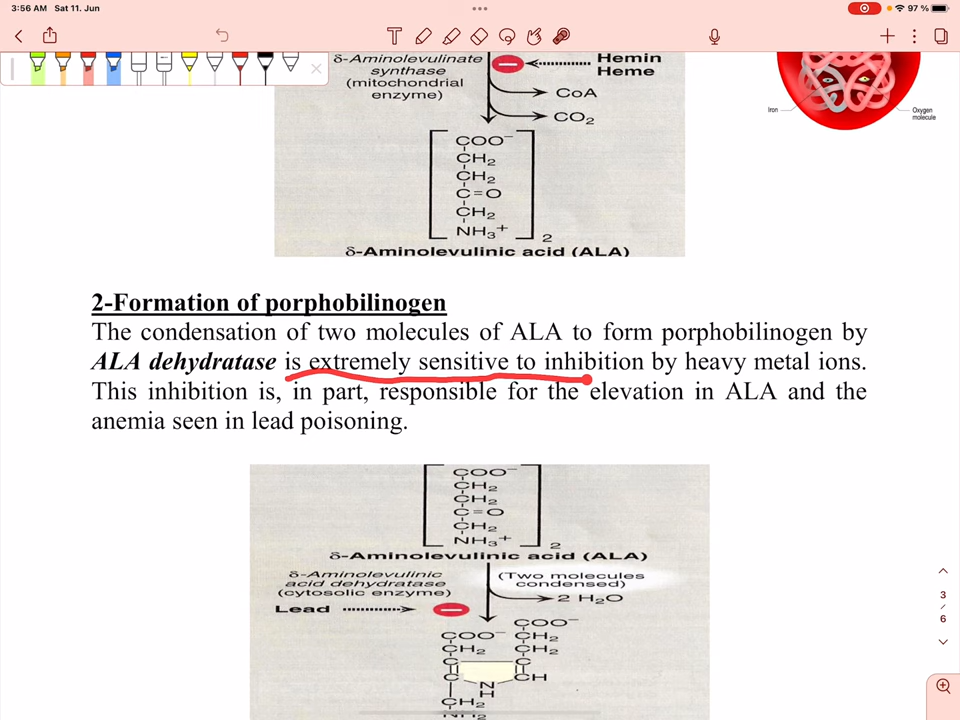 3:56 AM Sat 11. Jun
97 %
T
δ-Aminolevulinate
synthase
(mitochondrial
enzyme)
Hemin
Heme
CoA
CO₂
COO⁻
CH₂
CH₂
C=O
CH₂
NH₃⁺
2
δ-Aminolevulinic acid (ALA)
Iron
Oxygen
molecule
2-Formation of porphobilinogen
The condensation of two molecules of ALA to form porphobilinogen by
ALA dehydratase is extremely sensitive to inhibition by heavy metal ions.
This inhibition is, in part, responsible for the elevation in ALA and the
anemia seen in lead poisoning.
COO⁻
CH₂
CH₂
C=O
CH₂
NH₃⁺
2
δ-Aminolevulinic acid (ALA)
δ-Aminolevulinic
acid dehydratase
(cytosolic enzyme)
Lead
(Two molecules
condensed)
2 H₂O
COO⁻
COO⁻ CH₂
CH₂ CH₂
C C
C CH
N
H
CH₂
NH₂
3
/
6